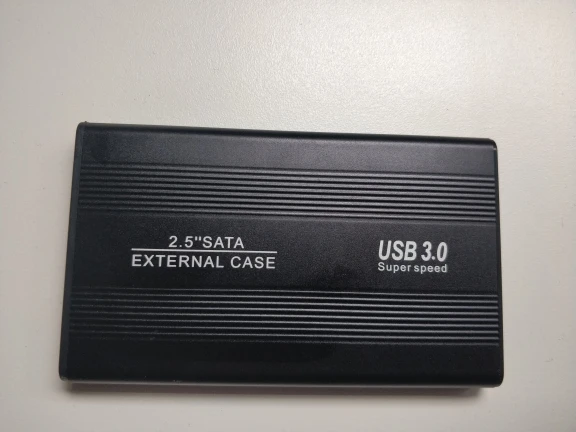 2.5"SATA
EXTERNAL CASE
USB 3.0
Super speed